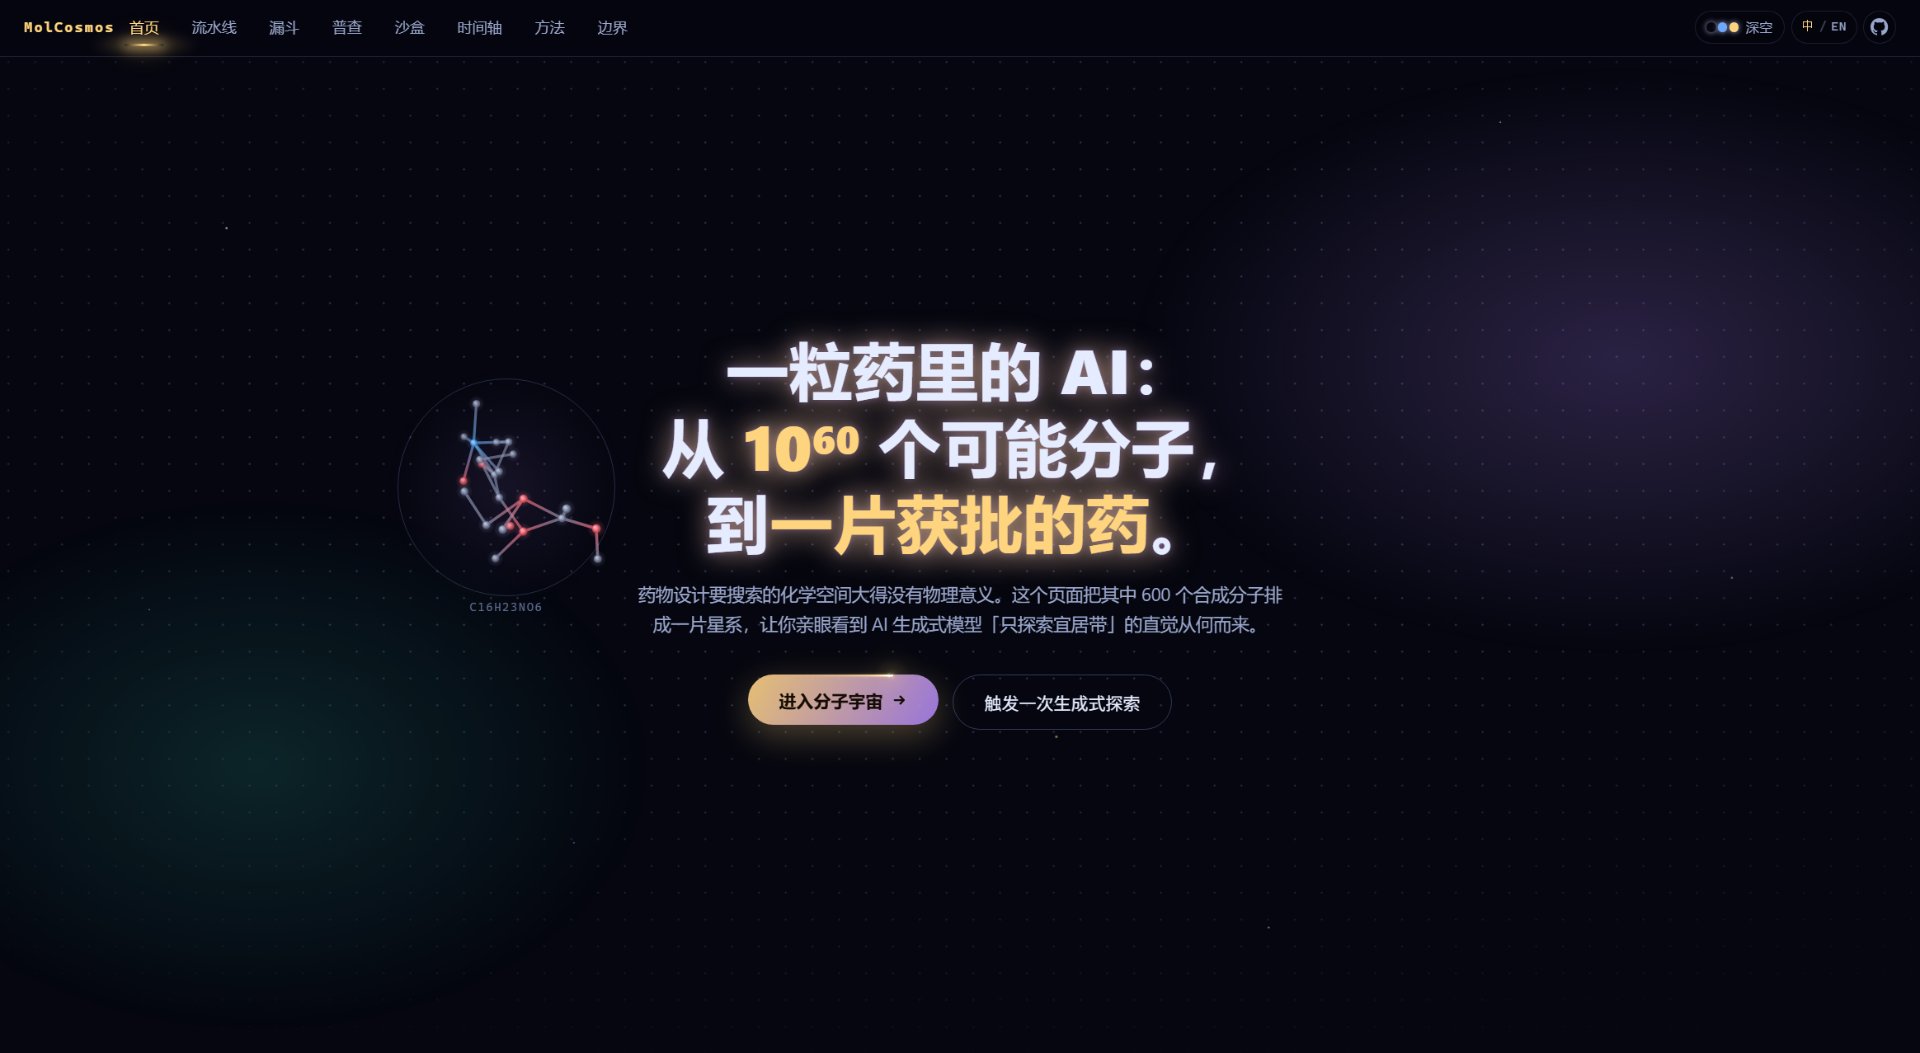 MolCosmos 首页 流水线 漏斗 普查 沙盒 时间轴 方法 边界
深空 中 / EN
一粒药里的 AI：
从 10⁶⁰ 个可能分子，
到一片获批的药。
C16H23NO6
药物设计要搜索的化学空间大得没有物理意义。这个页面把其中 600 个合成分子排
成一片星系，让你亲眼看到 AI 生成式模型「只探索宜居带」的直觉从何而来。
进入分子宇宙 →
触发一次生成式探索